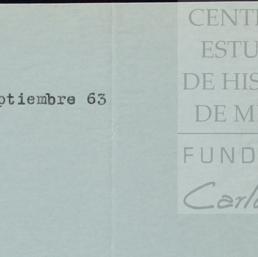 CENT
ESTU
DE HIS
DE M
ptiembre 63
FUND
Carl